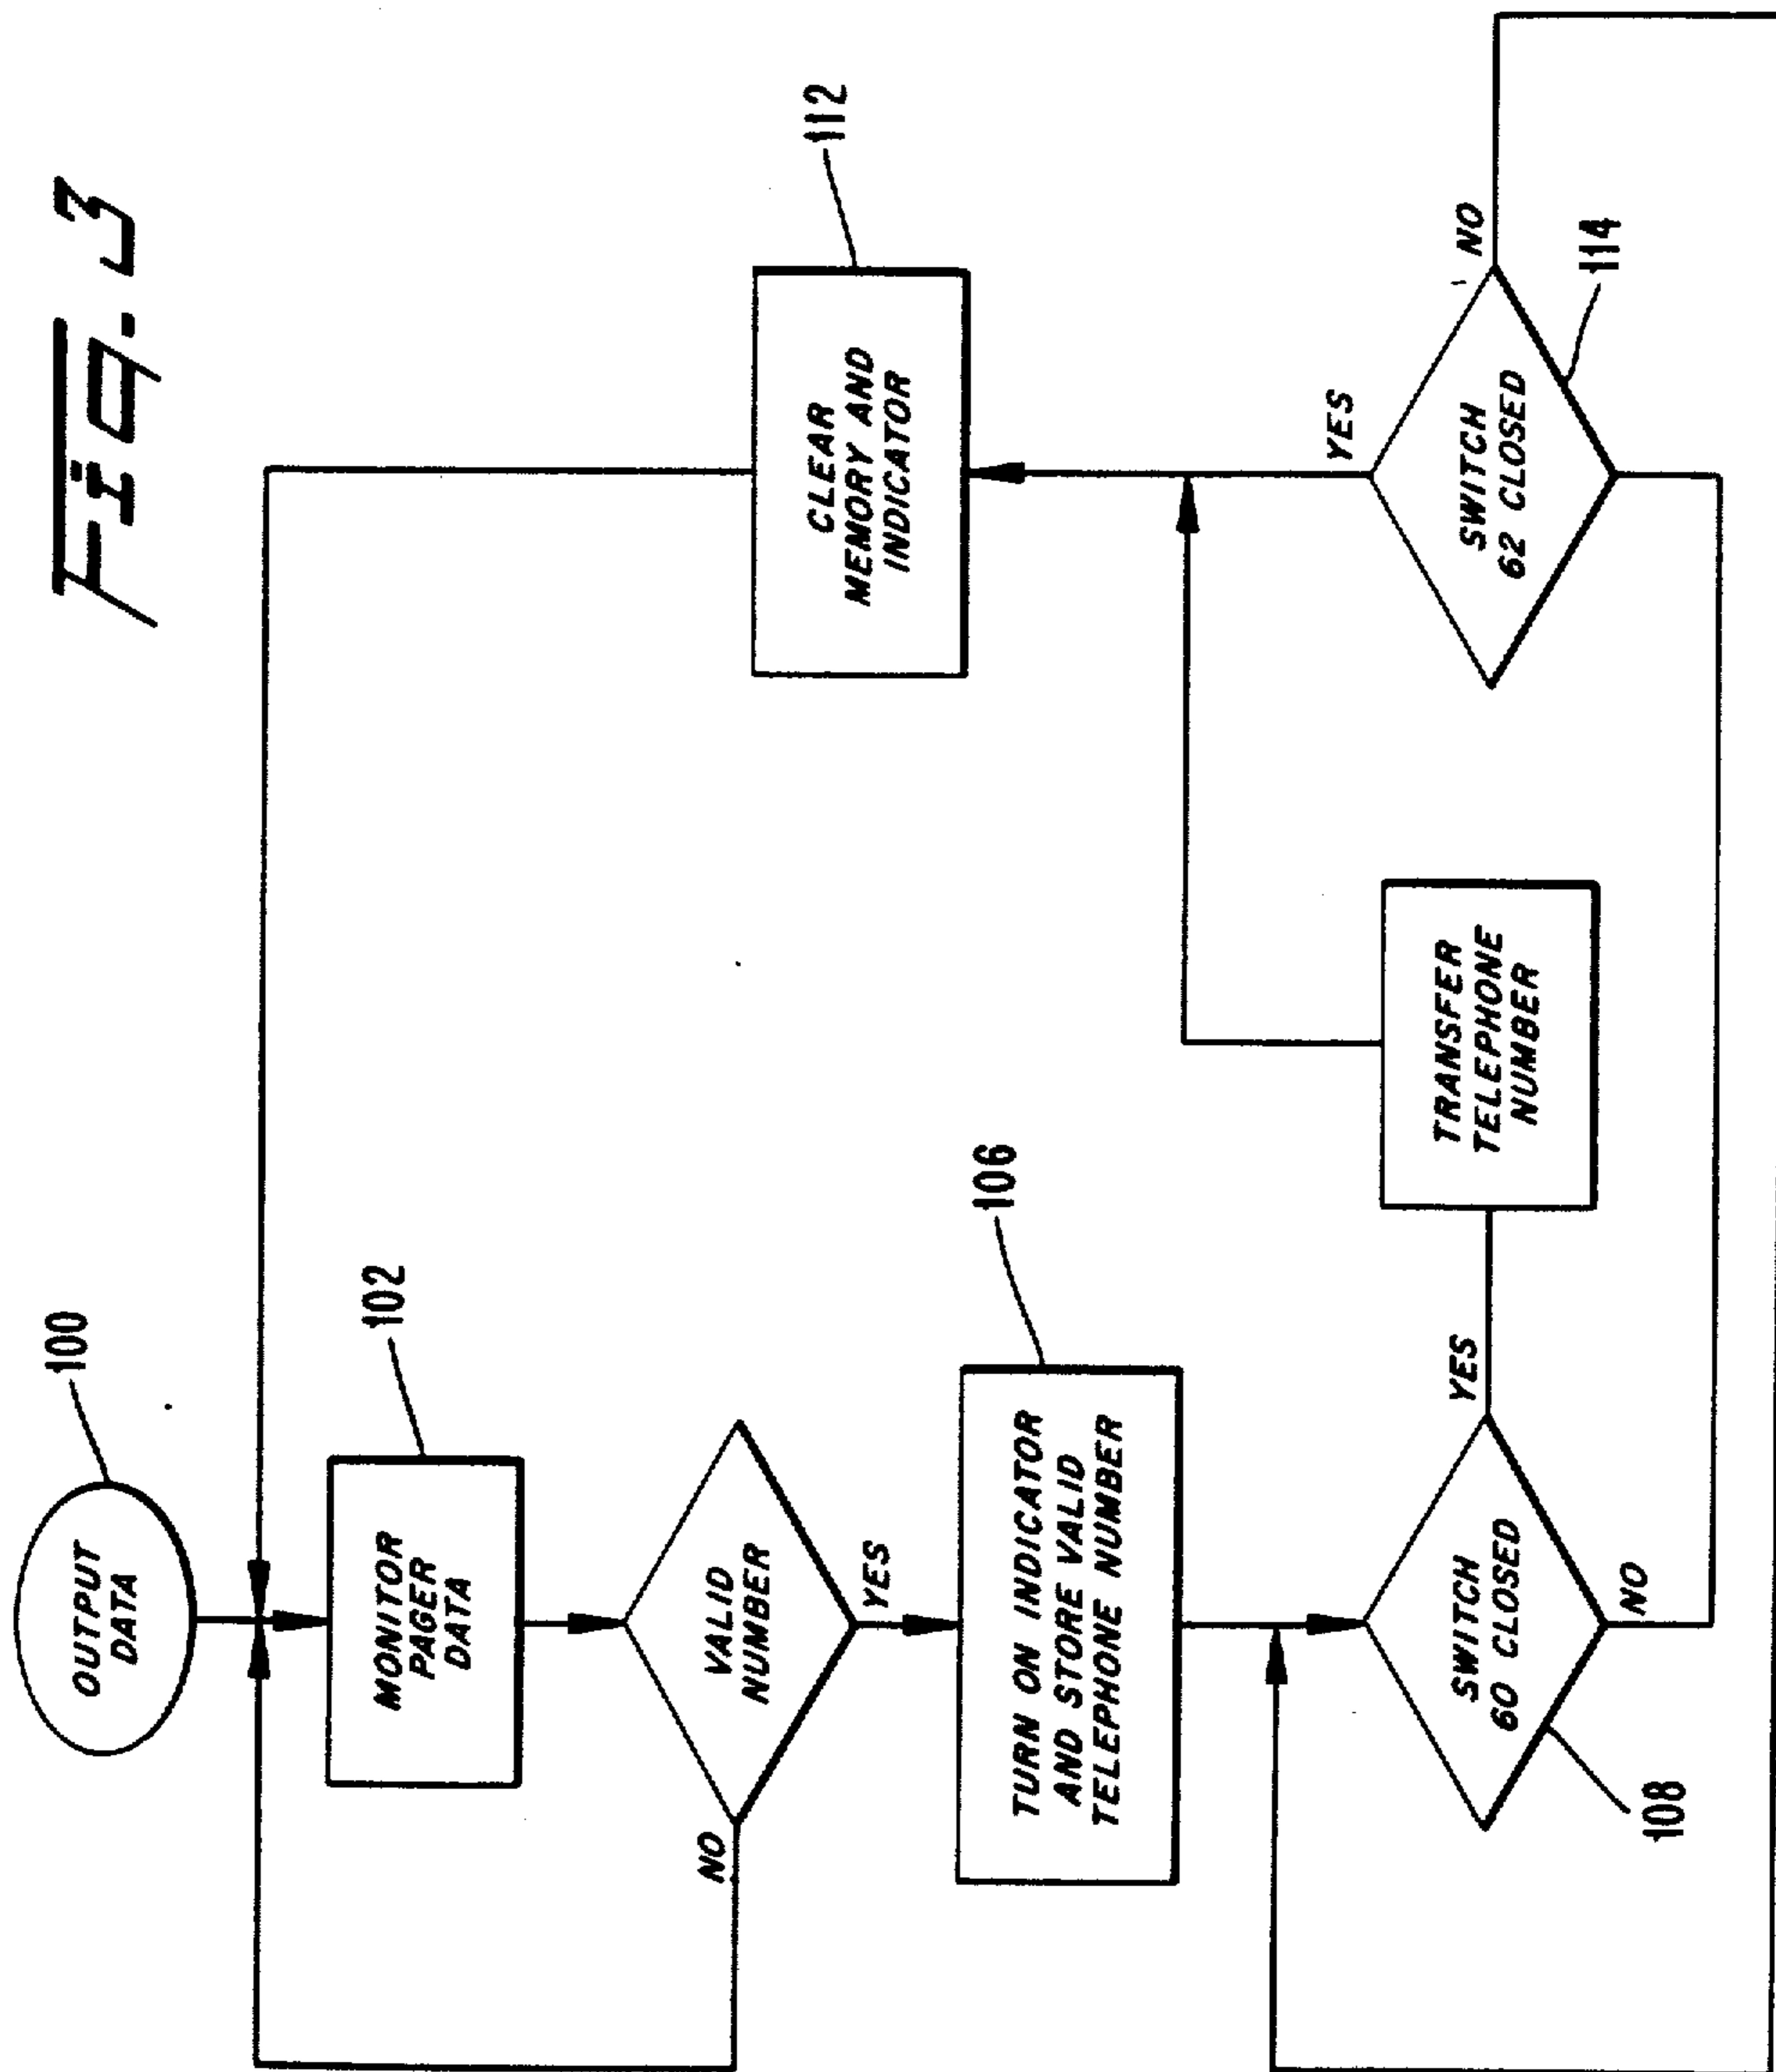 Fig. 3
100
OUTPUT
DATA
102
MONITOR
PAGER
DATA
VALID
NUMBER
NO
YES
106
TURN ON INDICATOR
AND STORE VALID
TELEPHONE NUMBER
SWITCH
60 CLOSED
108
YES
NO
TRANSFER
TELEPHONE
NUMBER
112
CLEAR
MEMORY AND
INDICATOR
YES
SWITCH
62 CLOSED
NO
114